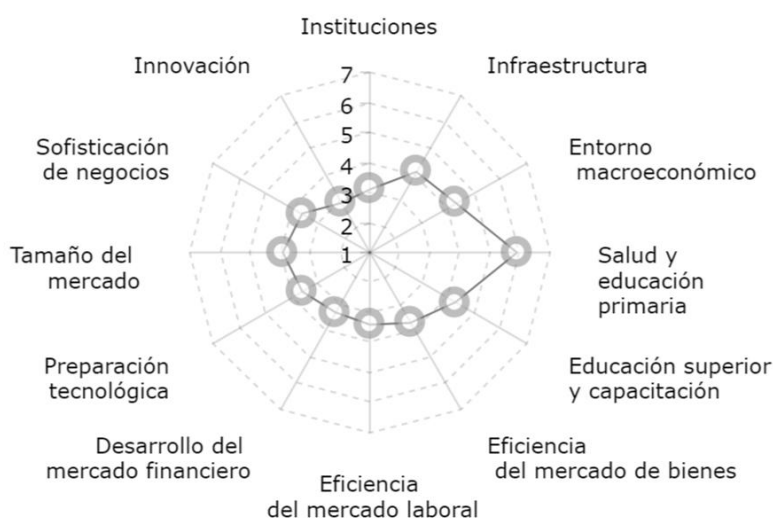 Instituciones
Innovación
Infraestructura
7
6
5
4
3
2
1
Sofisticación
de negocios
Entorno
macroeconómico
Tamaño del
mercado
Salud y
educación
primaria
Preparación
tecnológica
Educación superior
y capacitación
Desarrollo del
mercado financiero
Eficiencia
del mercado de bienes
Eficiencia
del mercado laboral